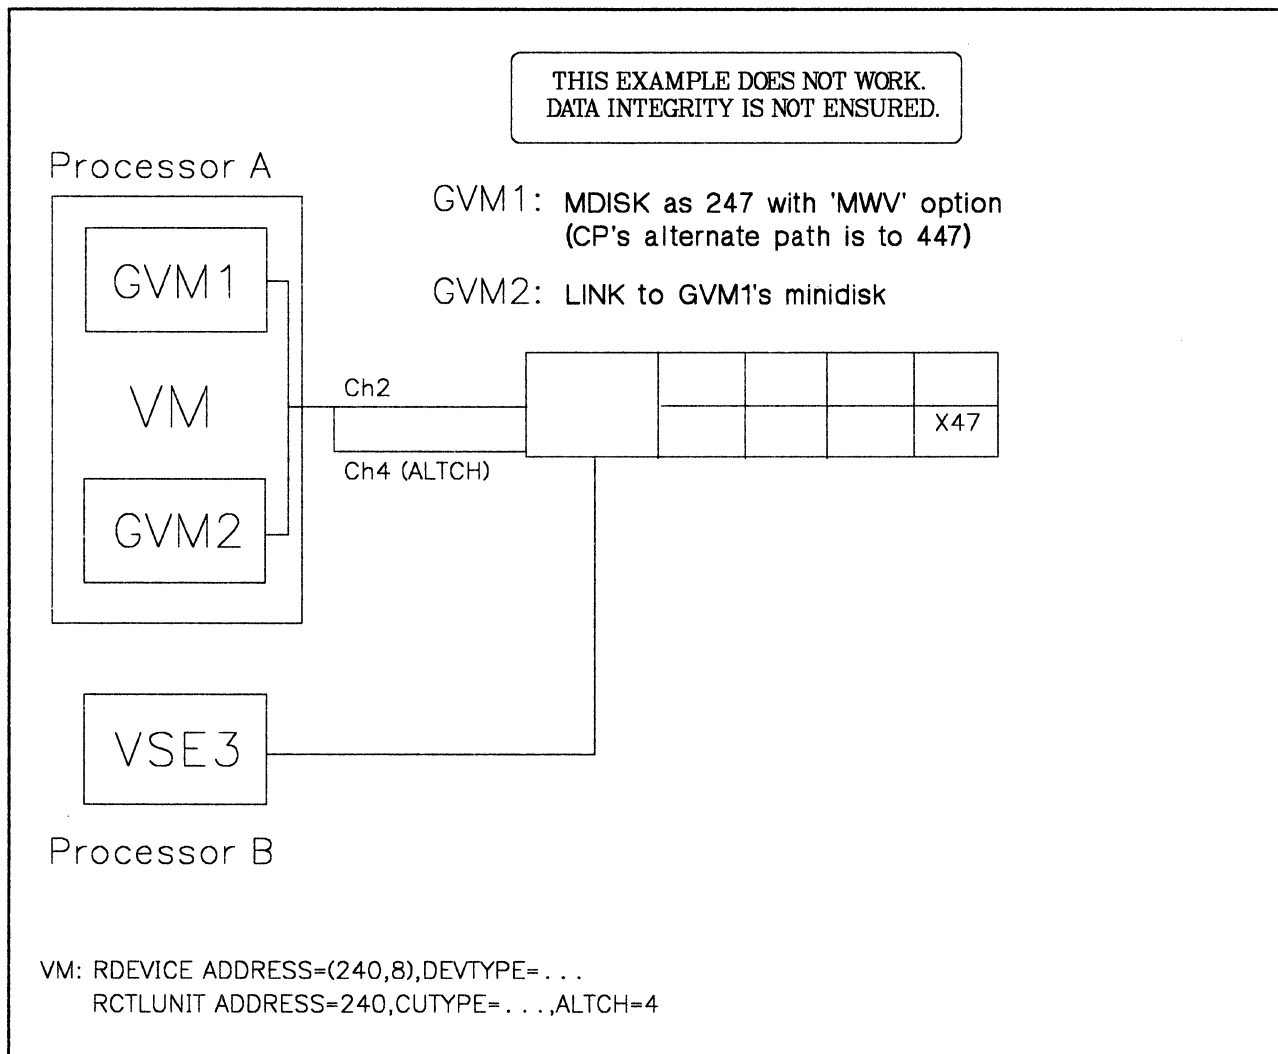 THIS EXAMPLE DOES NOT WORK.
DATA INTEGRITY IS NOT ENSURED.
Processor A
GVM1: MDISK as 247 with 'MWV' option
(CP's alternate path is to 447)
GVM2: LINK to GVM1's minidisk
GVM1
VM
GVM2
Ch2
Ch4 (ALTCH)
X47
VSE3
Processor B
VM: RDEVICE ADDRESS=(240,8),DEVTYPE=...
RCTLUNIT ADDRESS=240,CUTYPE=...,ALTCH=4